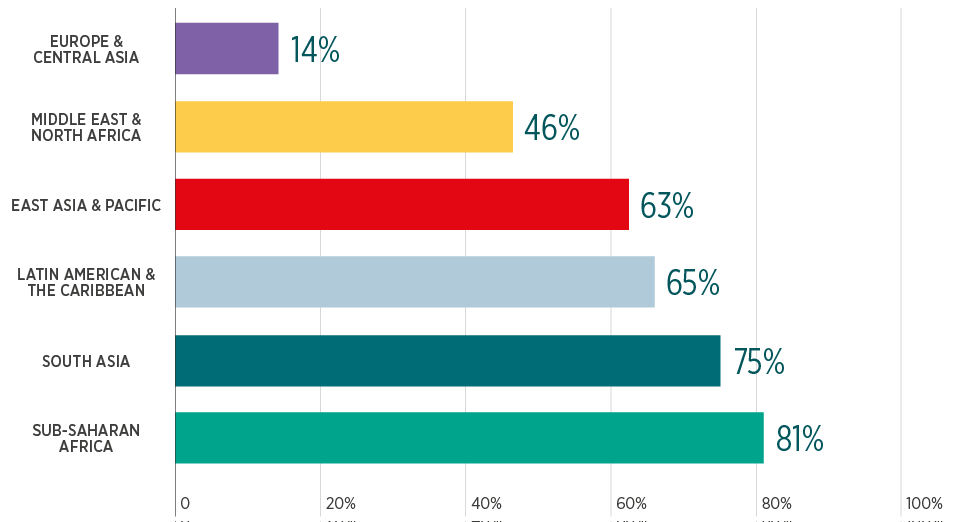 EUROPE &
CENTRAL ASIA
14%
MIDDLE EAST &
NORTH AFRICA
46%
EAST ASIA & PACIFIC
63%
LATIN AMERICAN &
THE CARIBBEAN
65%
SOUTH ASIA
75%
SUB-SAHARAN
AFRICA
81%
0 20% 40% 60% 80% 100%